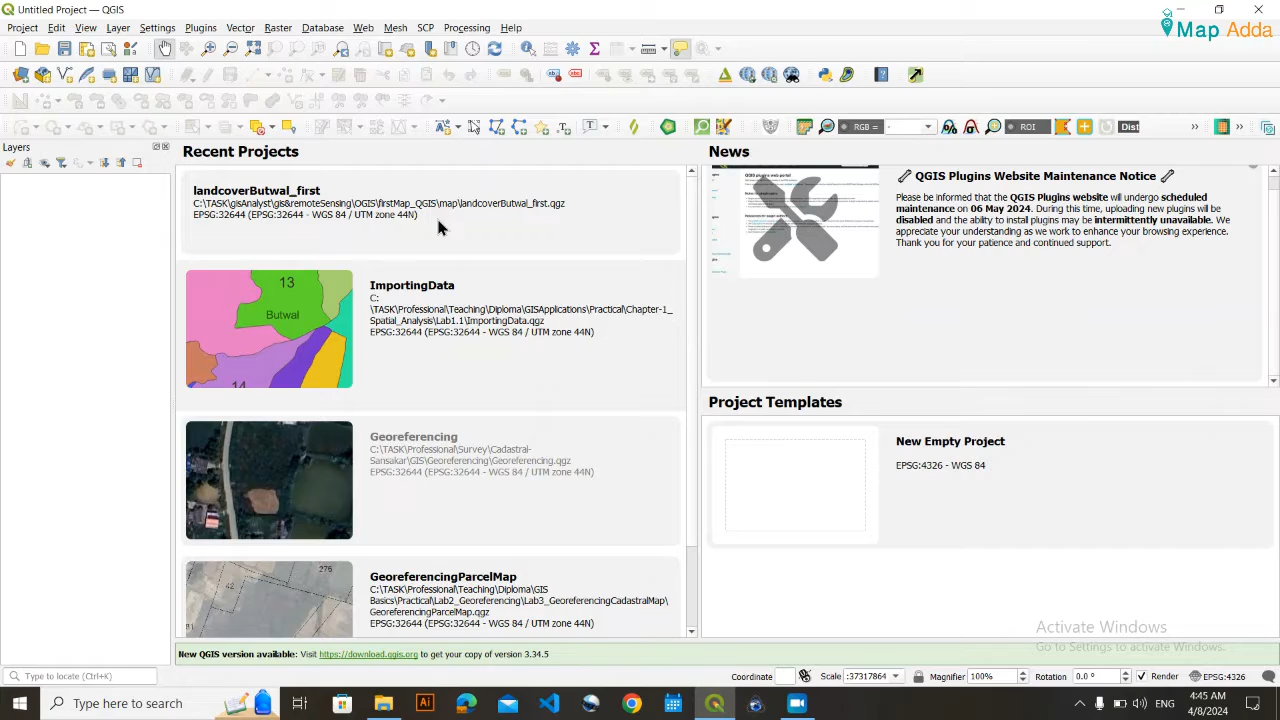 Untitled Project — QGIS
Map Adda
Project Edit View Layer Settings Plugins Vector Raster Database Web Mesh SCP Processing Help
RGB = -
ROI
Dist
Layers
Recent Projects
landcoverButwal_first
C:\TASK\gisAnalyst\gis&remoteSensing\QGIS\firstMap_QGIS\map\landcoverButwal_first.qgz
EPSG:32644 (EPSG:32644 - WGS 84 / UTM zone 44N)
13
Butwal
14
ImportingData
C:
\TASK\Professional\Teaching\Diploma\GISApplications\Practical\Chapter-1_
Spatial_Analysis\Lab1.1\ImportingData.qgz
EPSG:32644 (EPSG:32644 - WGS 84 / UTM zone 44N)
Georeferencing
C:\TASK\Professional\Survey\Cadastral-
Sansakar\GIS\Georeferencing\Georeferencing.qgz
EPSG:32644 (EPSG:32644 - WGS 84 / UTM zone 44N)
276
42
GeoreferencingParcelMap
C:\TASK\Professional\Teaching\Diploma\GIS
Basics\Practical\Lab2_Georeferencing\Lab3_GeoreferencingCadastralMap\
GeoreferencingParcelMap.qgz
EPSG:32644 (EPSG:32644 - WGS 84 / UTM zone 44N)
News
QGIS Plugins Website Maintenance Notice
Please be informed that the QGIS Plugins website wil undergo scheduled
maintenance on 06 May 2024. During this time, uploading new plugins will be
disabled and the ability to instal plugins may be intermittently unavailable. We
appreciate your understanding as we work to enhance your browsing experience.
Thank you for your patience and continued support.
Project Templates
New Empty Project
EPSG:4326 - WGS 84
Activate Windows
Go to Settings to activate Windows.
New QGIS version available: Visit https://download.qgis.org to get your copy of version 3.34.5
Type to locate (Ctrl+K)
Coordinate
Scale :37317864
Magnifier 100%
Rotation 0.0 °
Render
EPSG:4326
Type here to search
ENG
4:45 AM
4/8/2024